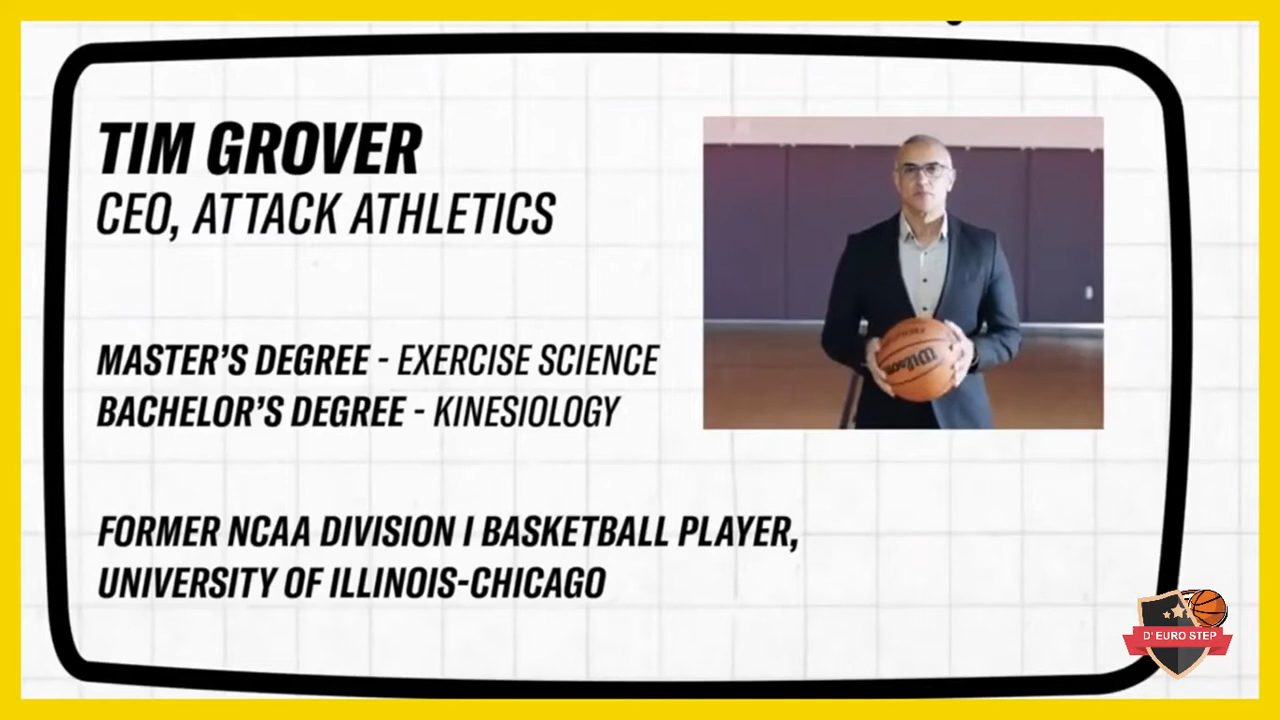 TIM GROVER
CEO, ATTACK ATHLETICS
MASTER'S DEGREE - EXERCISE SCIENCE
BACHELOR'S DEGREE - KINESIOLOGY
FORMER NCAA DIVISION I BASKETBALL PLAYER,
UNIVERSITY OF ILLINOIS-CHICAGO
Wilson
D' EURO STEP